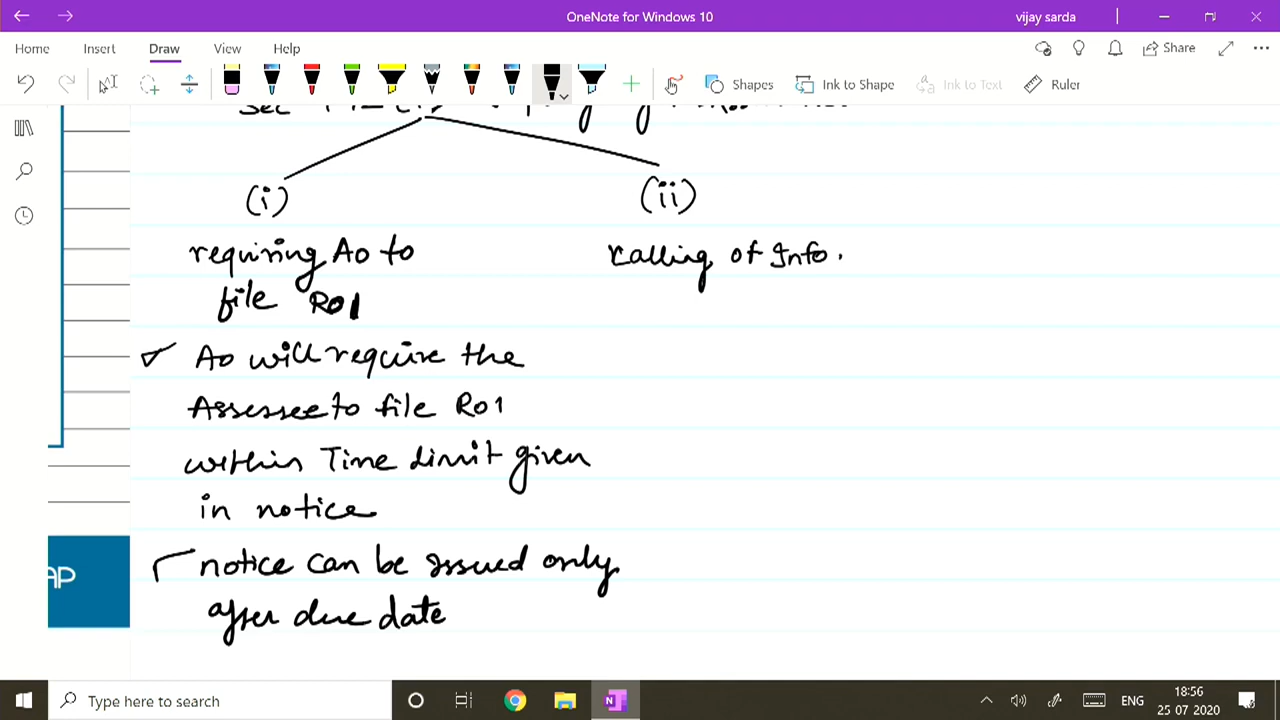 OneNote for Windows 10
vijay sarda
Home Insert Draw View Help
Share
Shapes Ink to Shape Ink to Text Ruler
Sec
(i) (ii)
requiring AO to calling of Info.
file ROI
AO will require the
Assessee to file ROI
within Time limit given
in notice
notice can be issued only
after due date
AP
Type here to search
ENG
18:56
25-07-2020